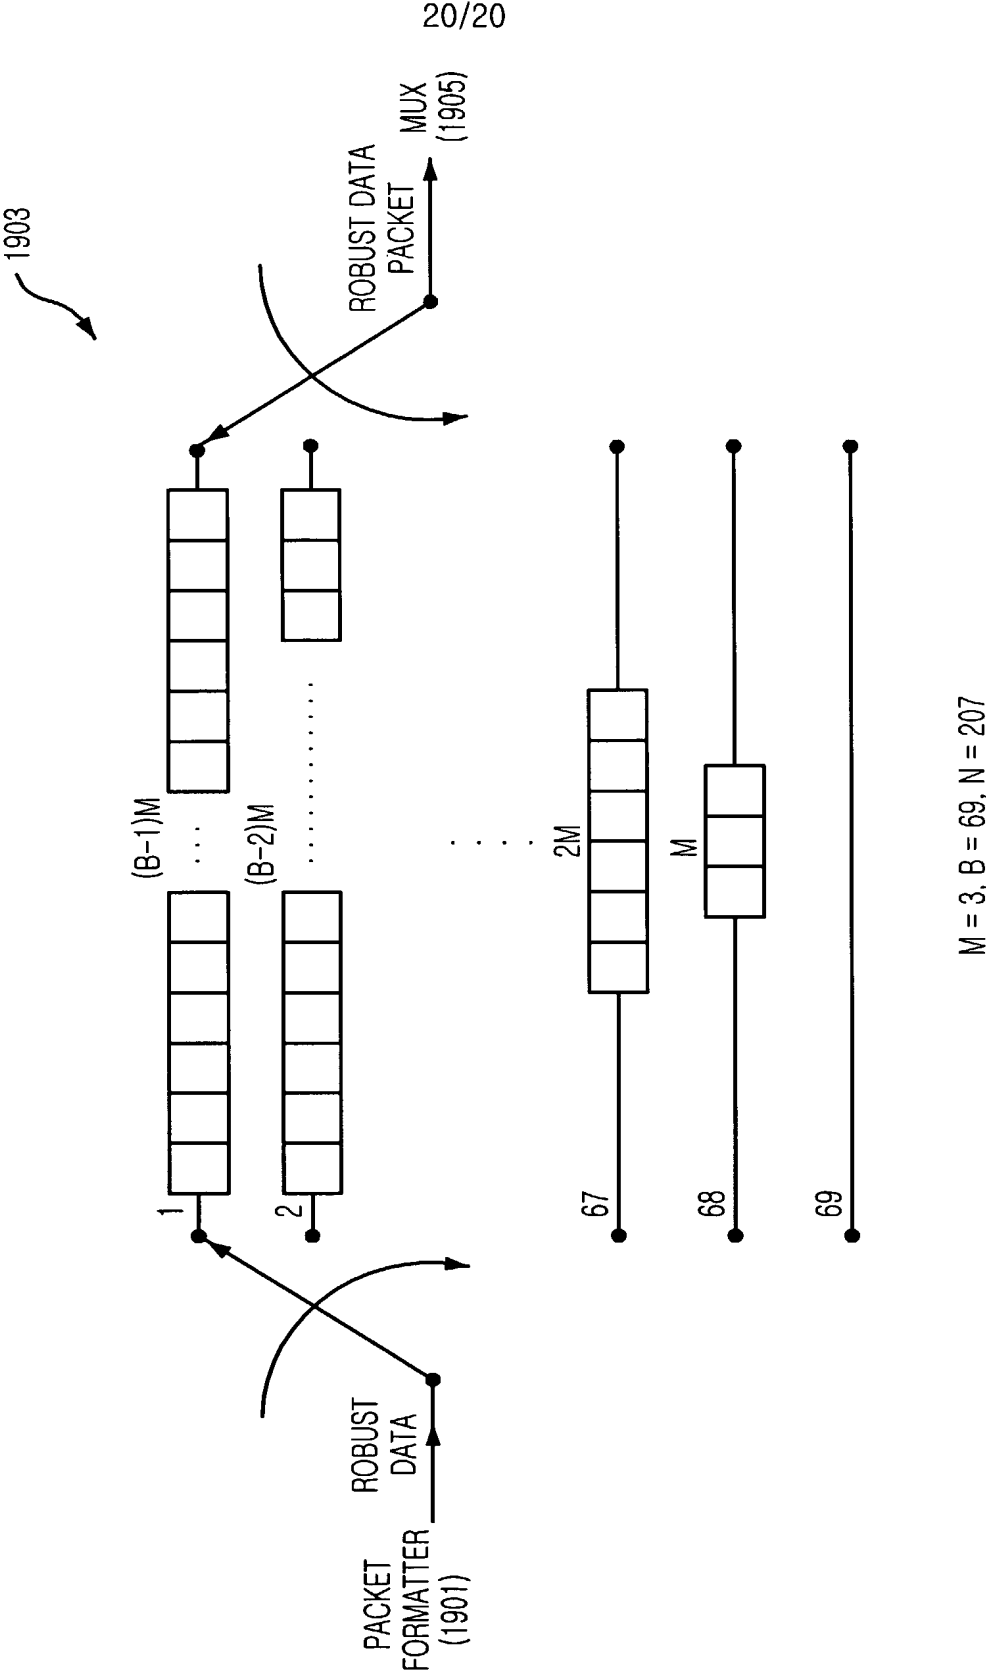 20/20
1903
PACKET
FORMATTER
(1901)
ROBUST
DATA
1
(B-1)M
....
2
(B-2)M
.............
.....
67
2M
68
M
69
ROBUST DATA
PACKET
MUX
(1905)
M = 3, B = 69, N = 207